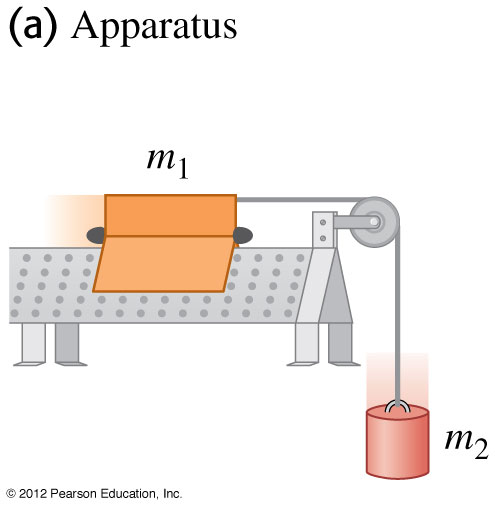 (a) Apparatus
m₁
m₂
© 2012 Pearson Education, Inc.